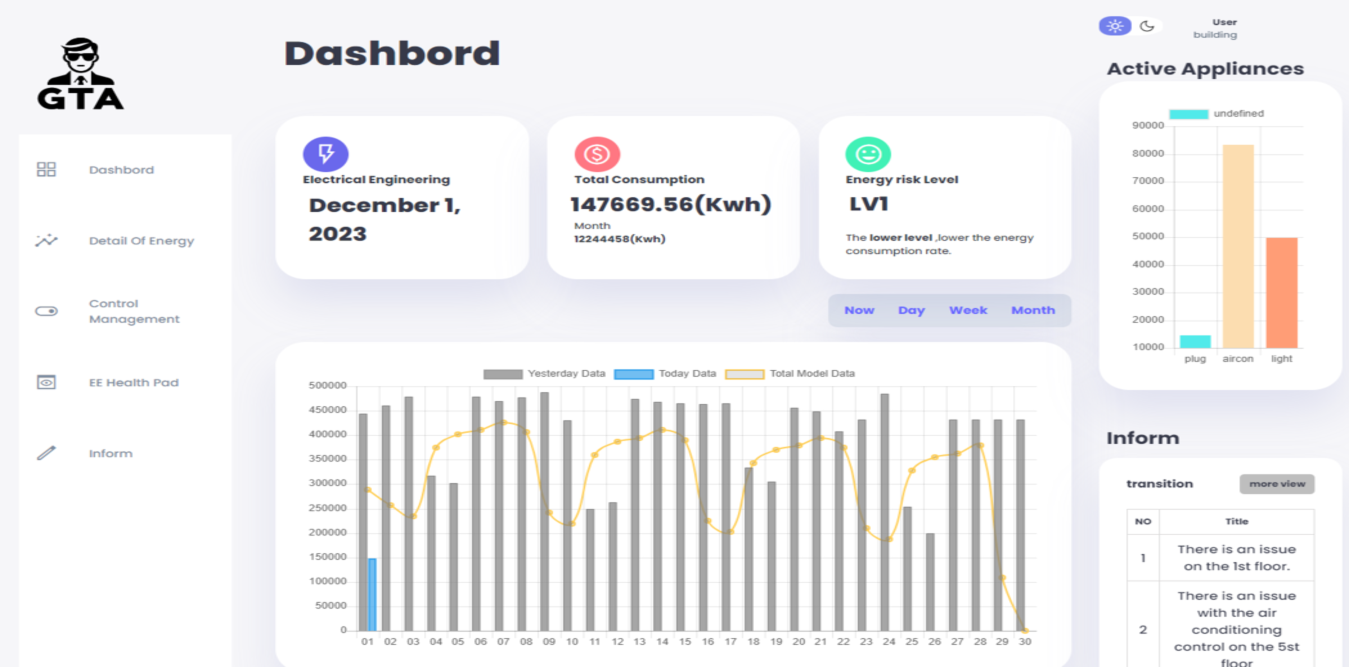 GTA
Dashbord
Detail Of Energy
Control
Management
EE Health Pad
Inform
Dashbord
Electrical Engineering
December 1,
2023
Total Consumption
147669.56(Kwh)
Month
12244458(Kwh)
Energy risk Level
LV1
The lower level ,lower the energy
consumption rate.
Now Day Week Month
Yesterday Data Today Data Total Model Data
500000
450000
400000
350000
300000
250000
200000
150000
100000
50000
0
01 02 03 04 05 06 07 08 09 10 11 12 13 14 15 16 17 18 19 20 21 22 23 24 25 26 27 28 29 30
User
building
Active Appliances
undefined
90000
80000
70000
60000
50000
40000
30000
20000
10000
plug aircon light
Inform
transition more view
NO Title
1 There is an issue
on the 1st floor.
2 There is an issue
with the air
conditioning
control on the 5st
floor